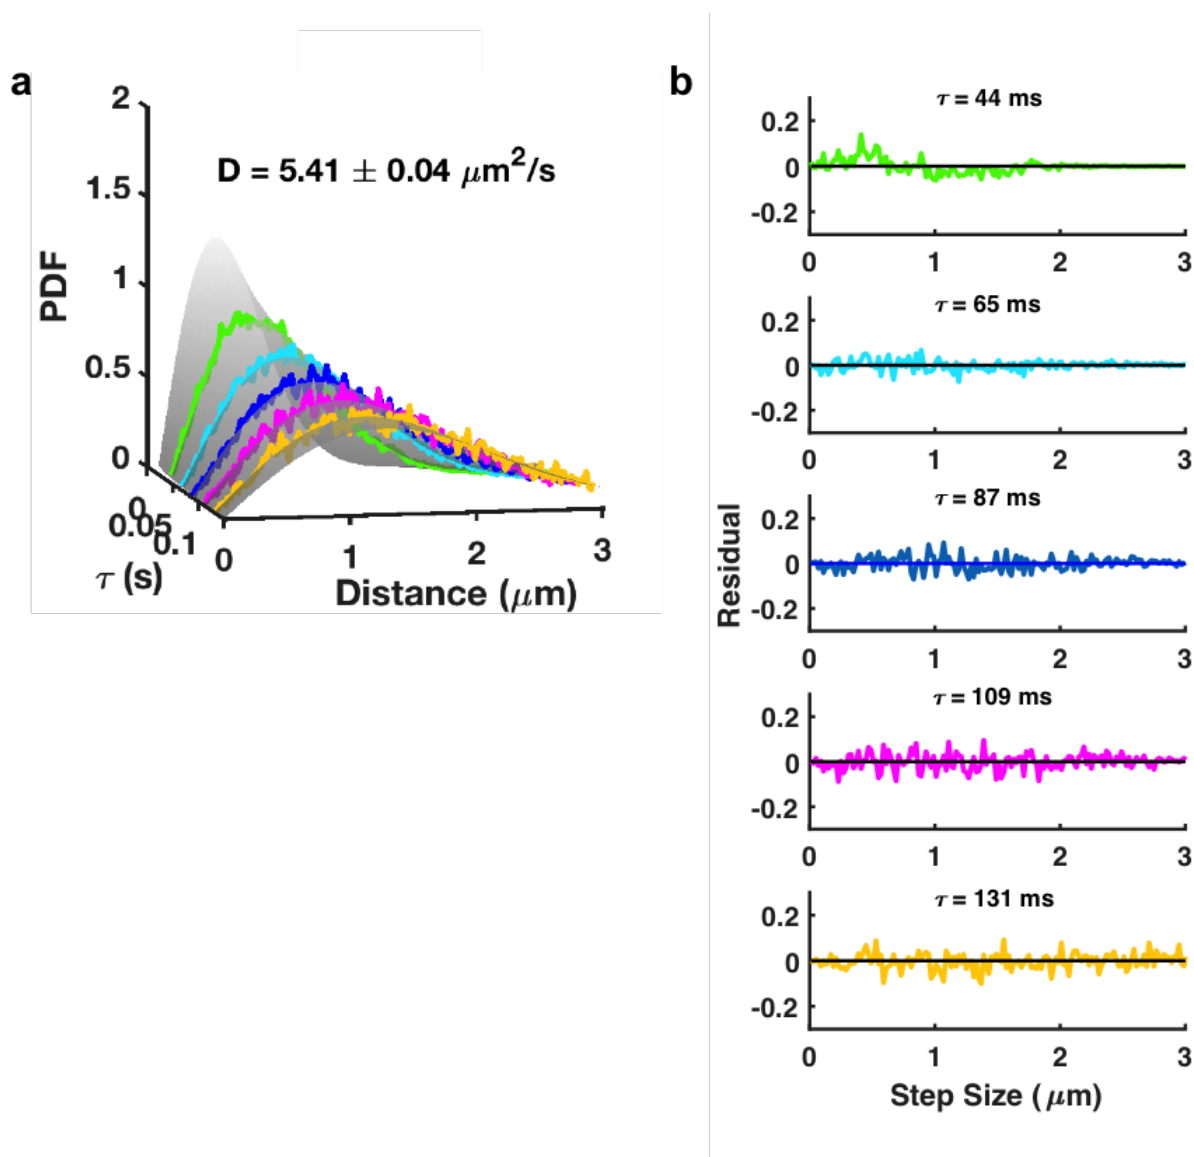 a
2
D = 5.41 ± 0.04 μm²/s
1.5
PDF
1
0.5
0
0
0.05
0.1
τ (s)
0 1 2 3
Distance (μm)
b
τ = 44 ms
0.2
0
-0.2
0 1 2 3
τ = 65 ms
0.2
0
-0.2
0 1 2 3
τ = 87 ms
0.2
0
-0.2
0 1 2 3
Residual
τ = 109 ms
0.2
0
-0.2
0 1 2 3
τ = 131 ms
0.2
0
-0.2
0 1 2 3
Step Size (μm)